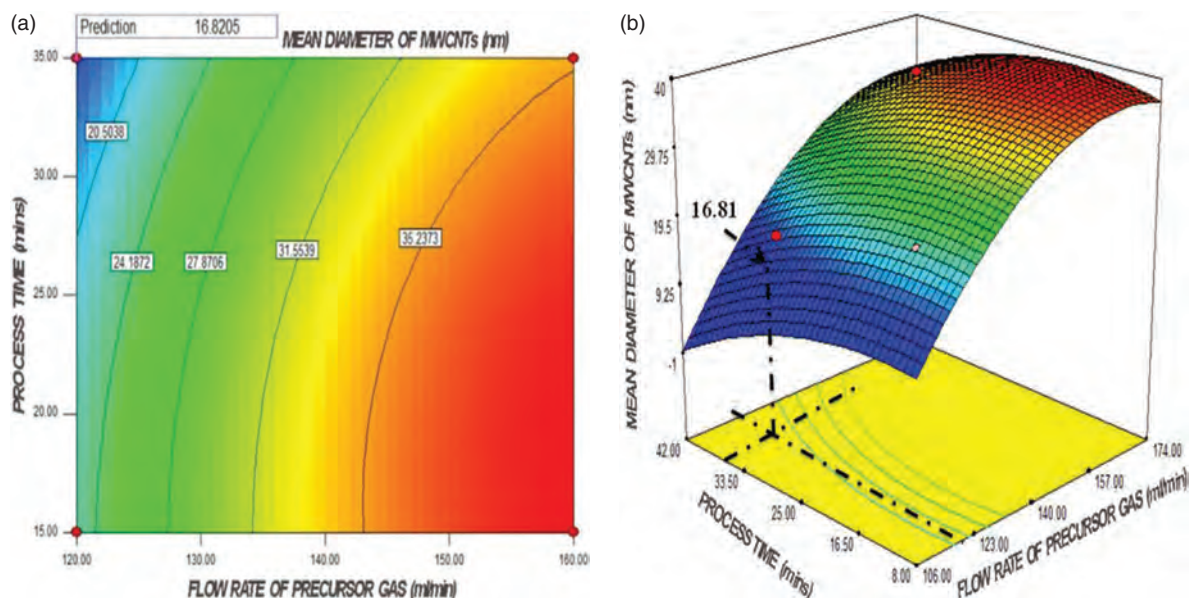 (a)
Prediction 16.8205
MEAN DIAMETER OF MWCNTs (nm)
35.00
30.00
25.00
20.00
15.00
PROCESS TIME (mins)
20.5038
24.1872
27.8706
31.5539
35.2373
120.00 130.00 140.00 150.00 160.00
FLOW RATE OF PRECURSOR GAS (ml/min)
(b)
MEAN DIAMETER OF MWCNTs (nm)
40
29.75
19.5
9.25
-1
16.81
42.00
33.50
25.00
16.50
8.00
PROCESS TIME (mins)
174.00
157.00
140.00
123.00
106.00
FLOW RATE OF PRECURSOR GAS (ml/min)